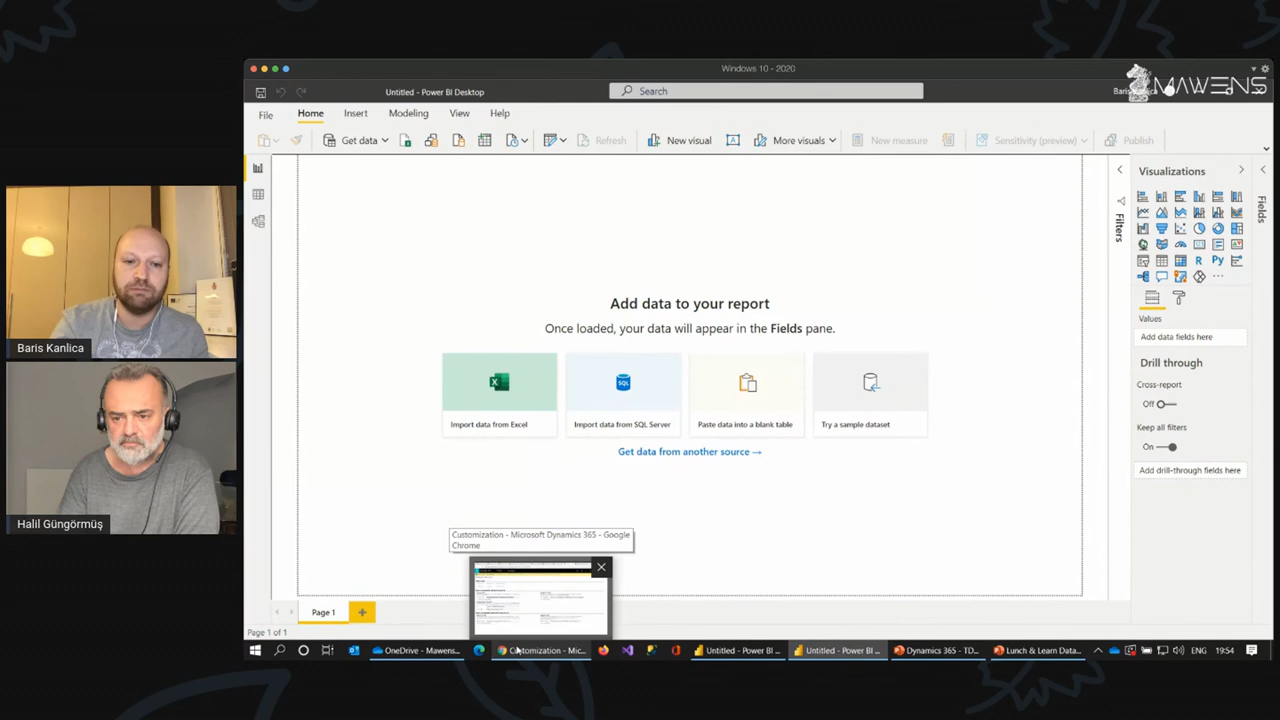 Windows 10 - 2020
MAWENS
Untitled - Power BI Desktop
Search
File
Home
Insert
Modeling
View
Help
Get data
Refresh
New visual
More visuals
New measure
Sensitivity (preview)
Publish
Visualizations
Fields
Filters
Add data to your report
Once loaded, your data will appear in the Fields pane.
Import data from Excel
SQL
Import data from SQL Server
Paste data into a blank table
Try a sample dataset
Get data from another source →
R
Py
Values
Add data fields here
Drill through
Cross-report
Off
Keep all filters
On
Add drill-through fields here
Baris Kanlica
Halil Güngörmüş
Customization - Microsoft Dynamics 365 - Google
Chrome
Page 1
Page 1 of 1
OneDrive - Mawens...
Customization - Mic...
Untitled - Power BI ...
Untitled - Power BI ...
Dynamics 365 - TD...
Lunch & Learn Data...
ENG
19:54